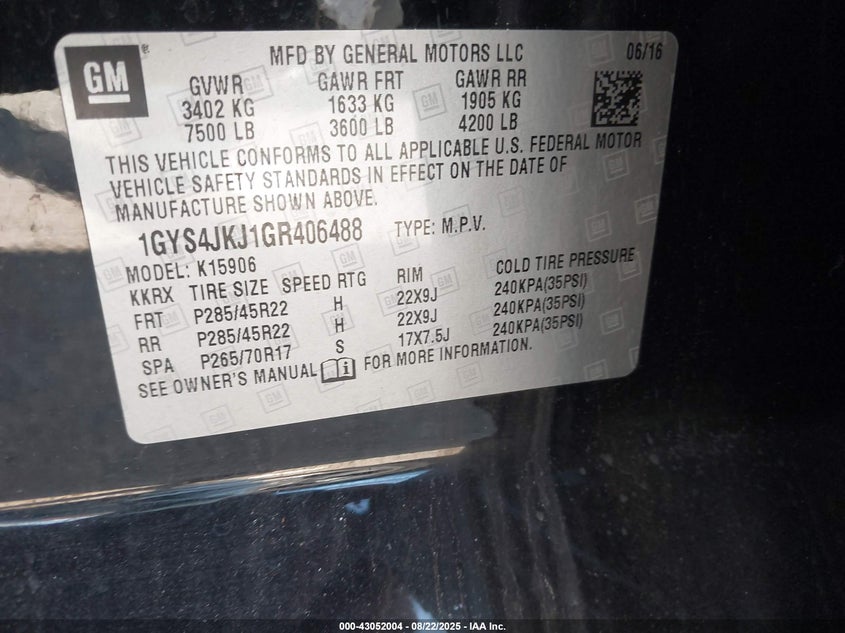 GM
®
MFD BY GENERAL MOTORS LLC 06/16
GVWR GAWR FRT GAWR RR
3402 KG 1633 KG 1905 KG
7500 LB 3600 LB 4200 LB
THIS VEHICLE CONFORMS TO ALL APPLICABLE U.S. FEDERAL MOTOR
VEHICLE SAFETY STANDARDS IN EFFECT ON THE DATE OF
MANUFACTURE SHOWN ABOVE.
1GYS4JKJ1GR406488 TYPE: M.P.V.
MODEL: K15906
KKRX TIRE SIZE SPEED RTG RIM COLD TIRE PRESSURE
FRT P285/45R22 H 22X9J 240KPA(35PSI)
RR P285/45R22 H 22X9J 240KPA(35PSI)
SPA P265/70R17 S 17X7.5J 240KPA(35PSI)
SEE OWNER'S MANUAL i FOR MORE INFORMATION.
000-43052004 - 08/22/2025 - IAA Inc.